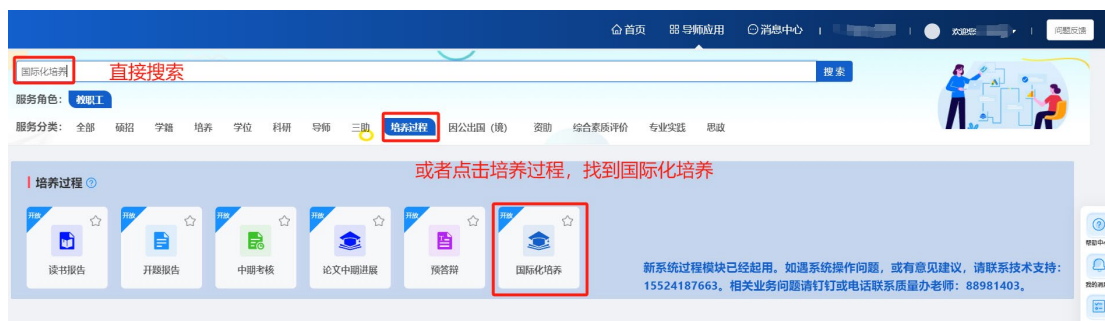 首页 导师应用 消息中心 欢迎您 问题反馈
国际化培养 直接搜索 搜索
服务角色: 教职工
服务分类: 全部 硕招 学籍 培养 学位 科研 导师 三助 培养过程 因公出国（境） 资助 综合素质评价 专业实践 思政
或者点击培养过程，找到国际化培养
培养过程
开放 开放 开放 开放 开放 开放
读书报告 开题报告 中期考核 论文中期进展 预答辩 国际化培养
新系统过程模块已经起用。如遇系统操作问题，或有意见建议，请联系技术支持：
15524187663。相关业务问题请钉钉或电话联系质量办老师：88981403。
帮助中心
我的消息